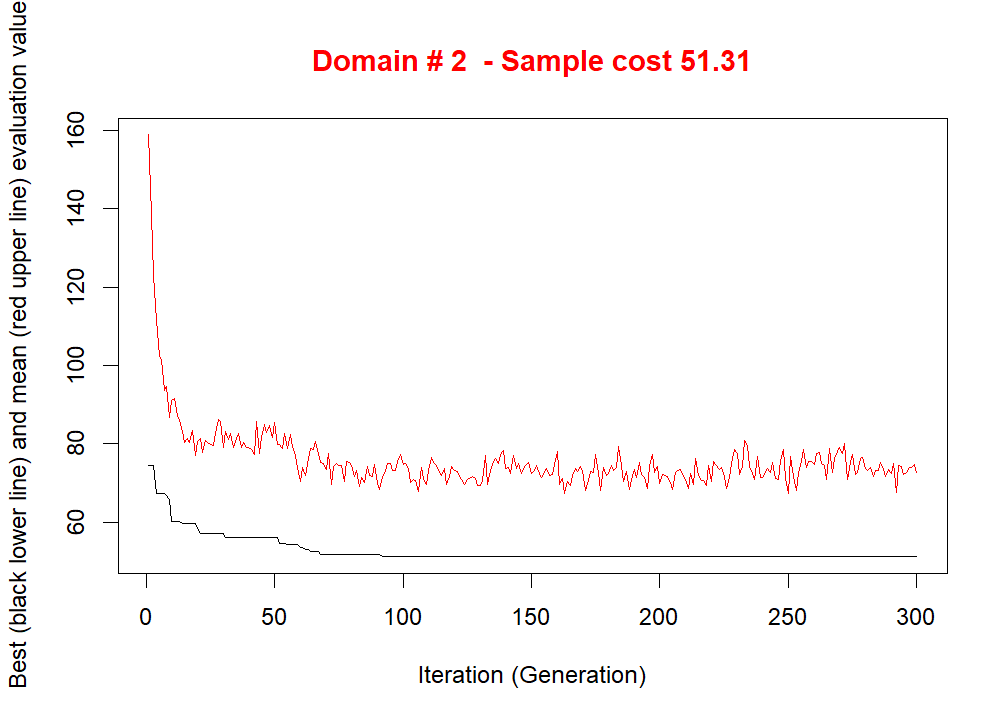 Domain # 2  - Sample cost 51.31
Best (black lower line) and mean (red upper line) evaluation value
160
140
120
100
80
60
0 50 100 150 200 250 300
Iteration (Generation)